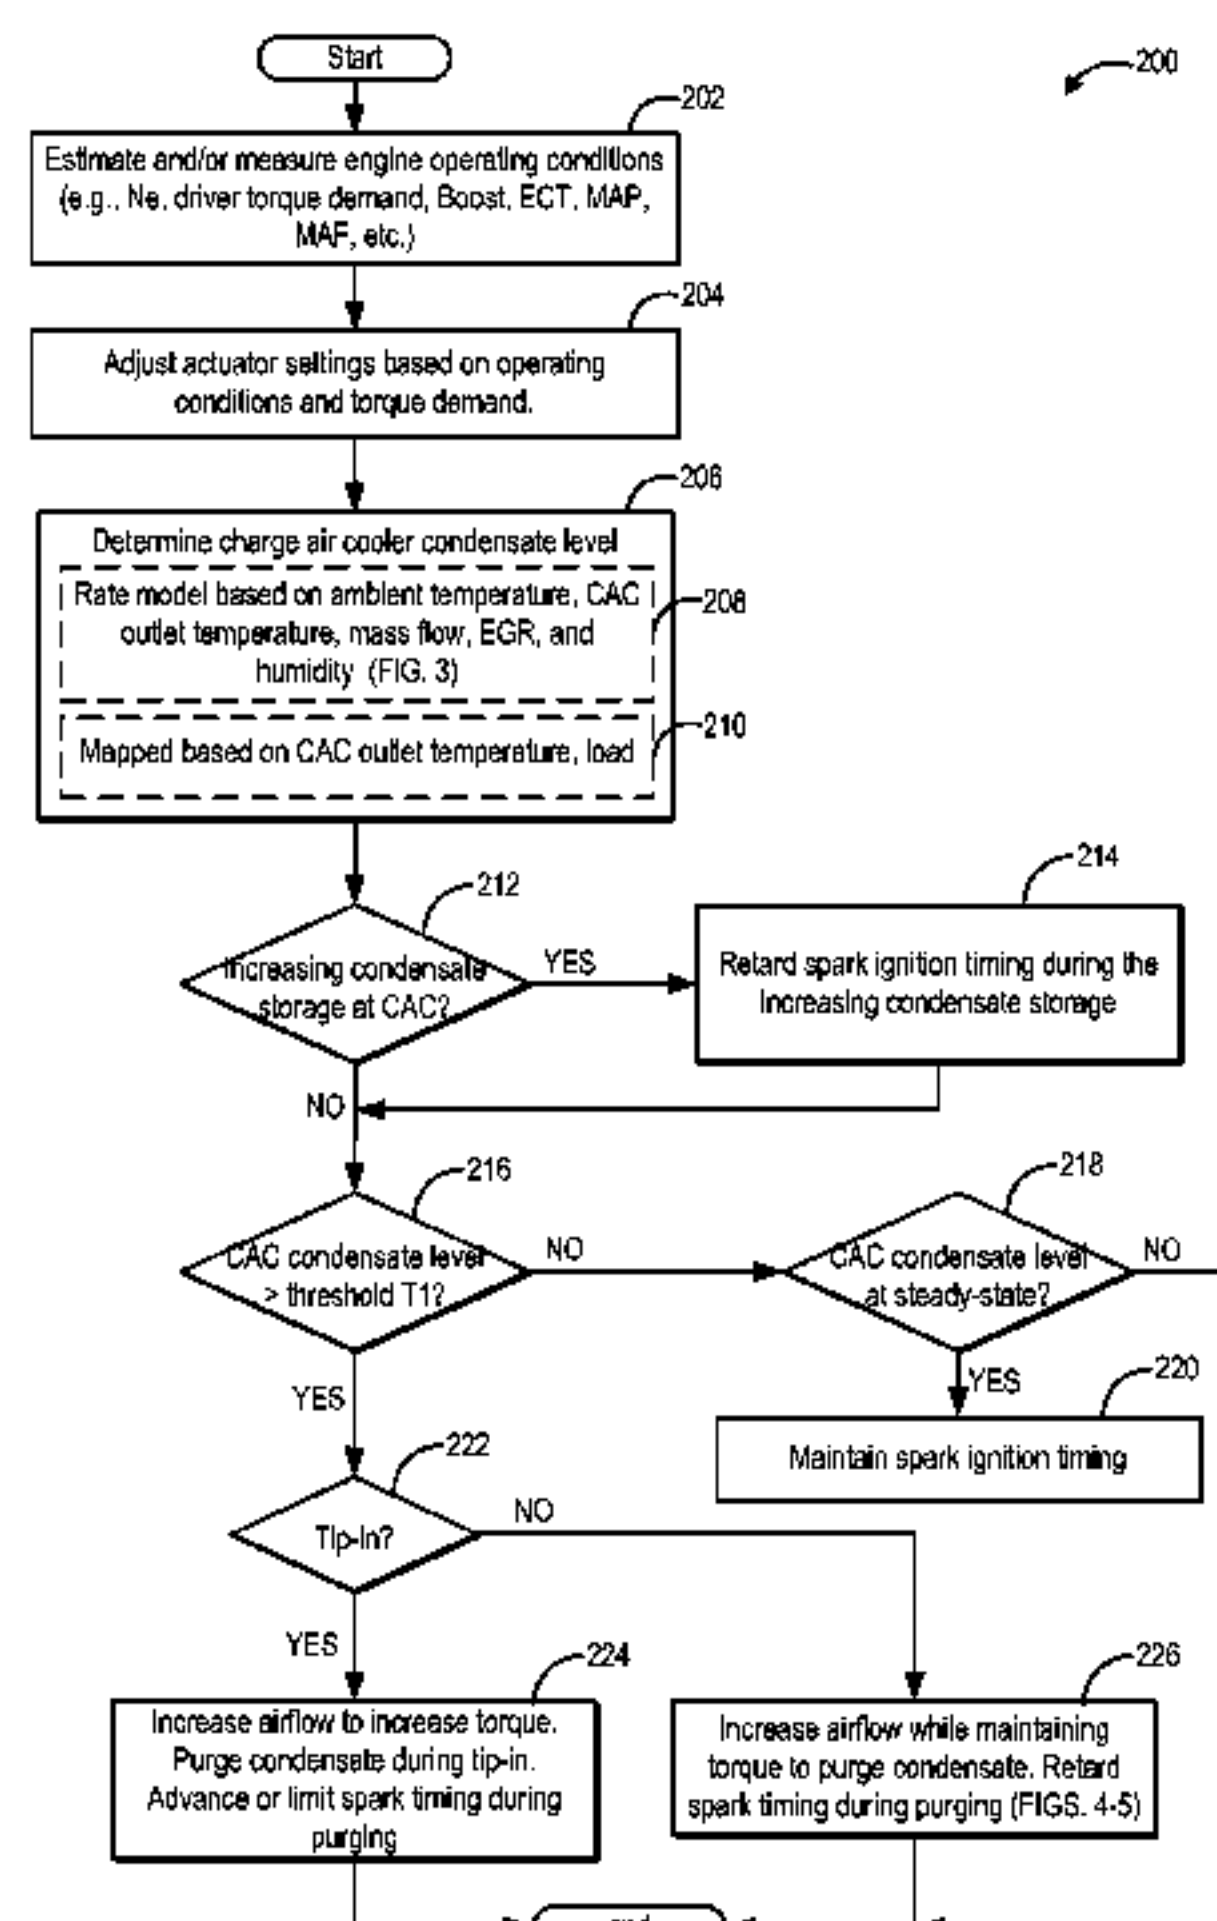 Start
200
202
Estimate and/or measure engine operating conditions
(e.g., Ne, driver torque demand, Boost, ECT, MAP,
MAF, etc.)
204
Adjust actuator settings based on operating
conditions and torque demand.
206
Determine charge air cooler condensate level
Rate model based on ambient temperature, CAC
outlet temperature, mass flow, EGR, and
humidity (FIG. 3)
208
210
Mapped based on CAC outlet temperature, load
212
214
Increasing condensate
storage at CAC?
YES
Retard spark ignition timing during the
increasing condensate storage
NO
216
218
CAC condensate level
> threshold T1?
NO
CAC condensate level
at steady-state?
NO
YES
YES
220
Maintain spark ignition timing
222
Tip-in?
NO
YES
224
226
Increase airflow to increase torque.
Purge condensate during tip-in.
Advance or limit spark timing during
purging
Increase airflow while maintaining
torque to purge condensate. Retard
spark timing during purging (FIGS. 4-5)